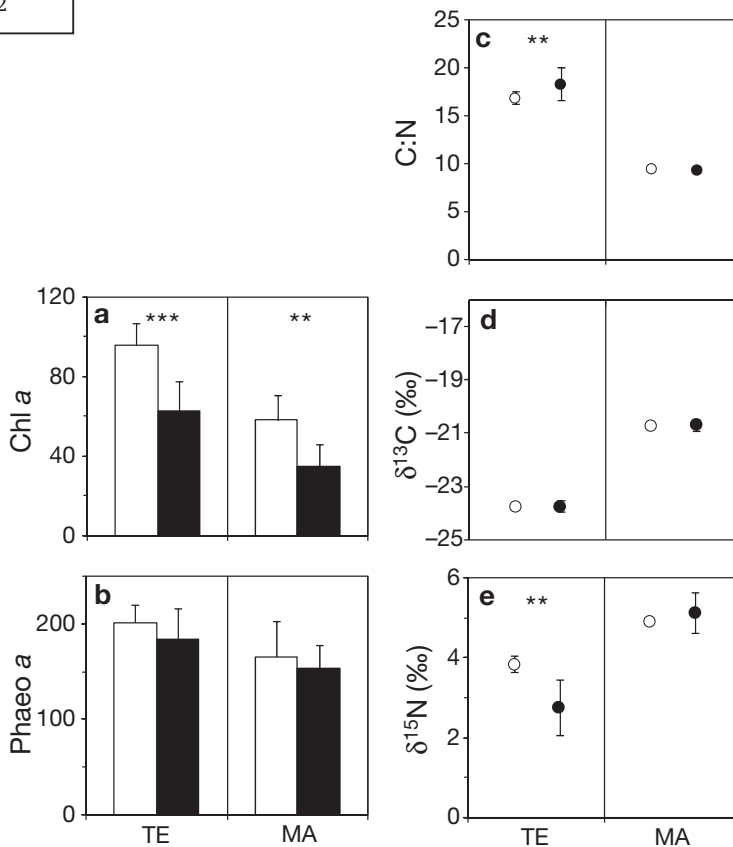 2
a
***
**
120
80
40
0
Chl a
b
200
100
0
Phaeo a
TE
MA
c
**
25
20
15
10
5
0
C:N
d
–17
–19
–21
–23
–25
δ13C (‰)
e
**
6
4
2
0
δ15N (‰)
TE
MA